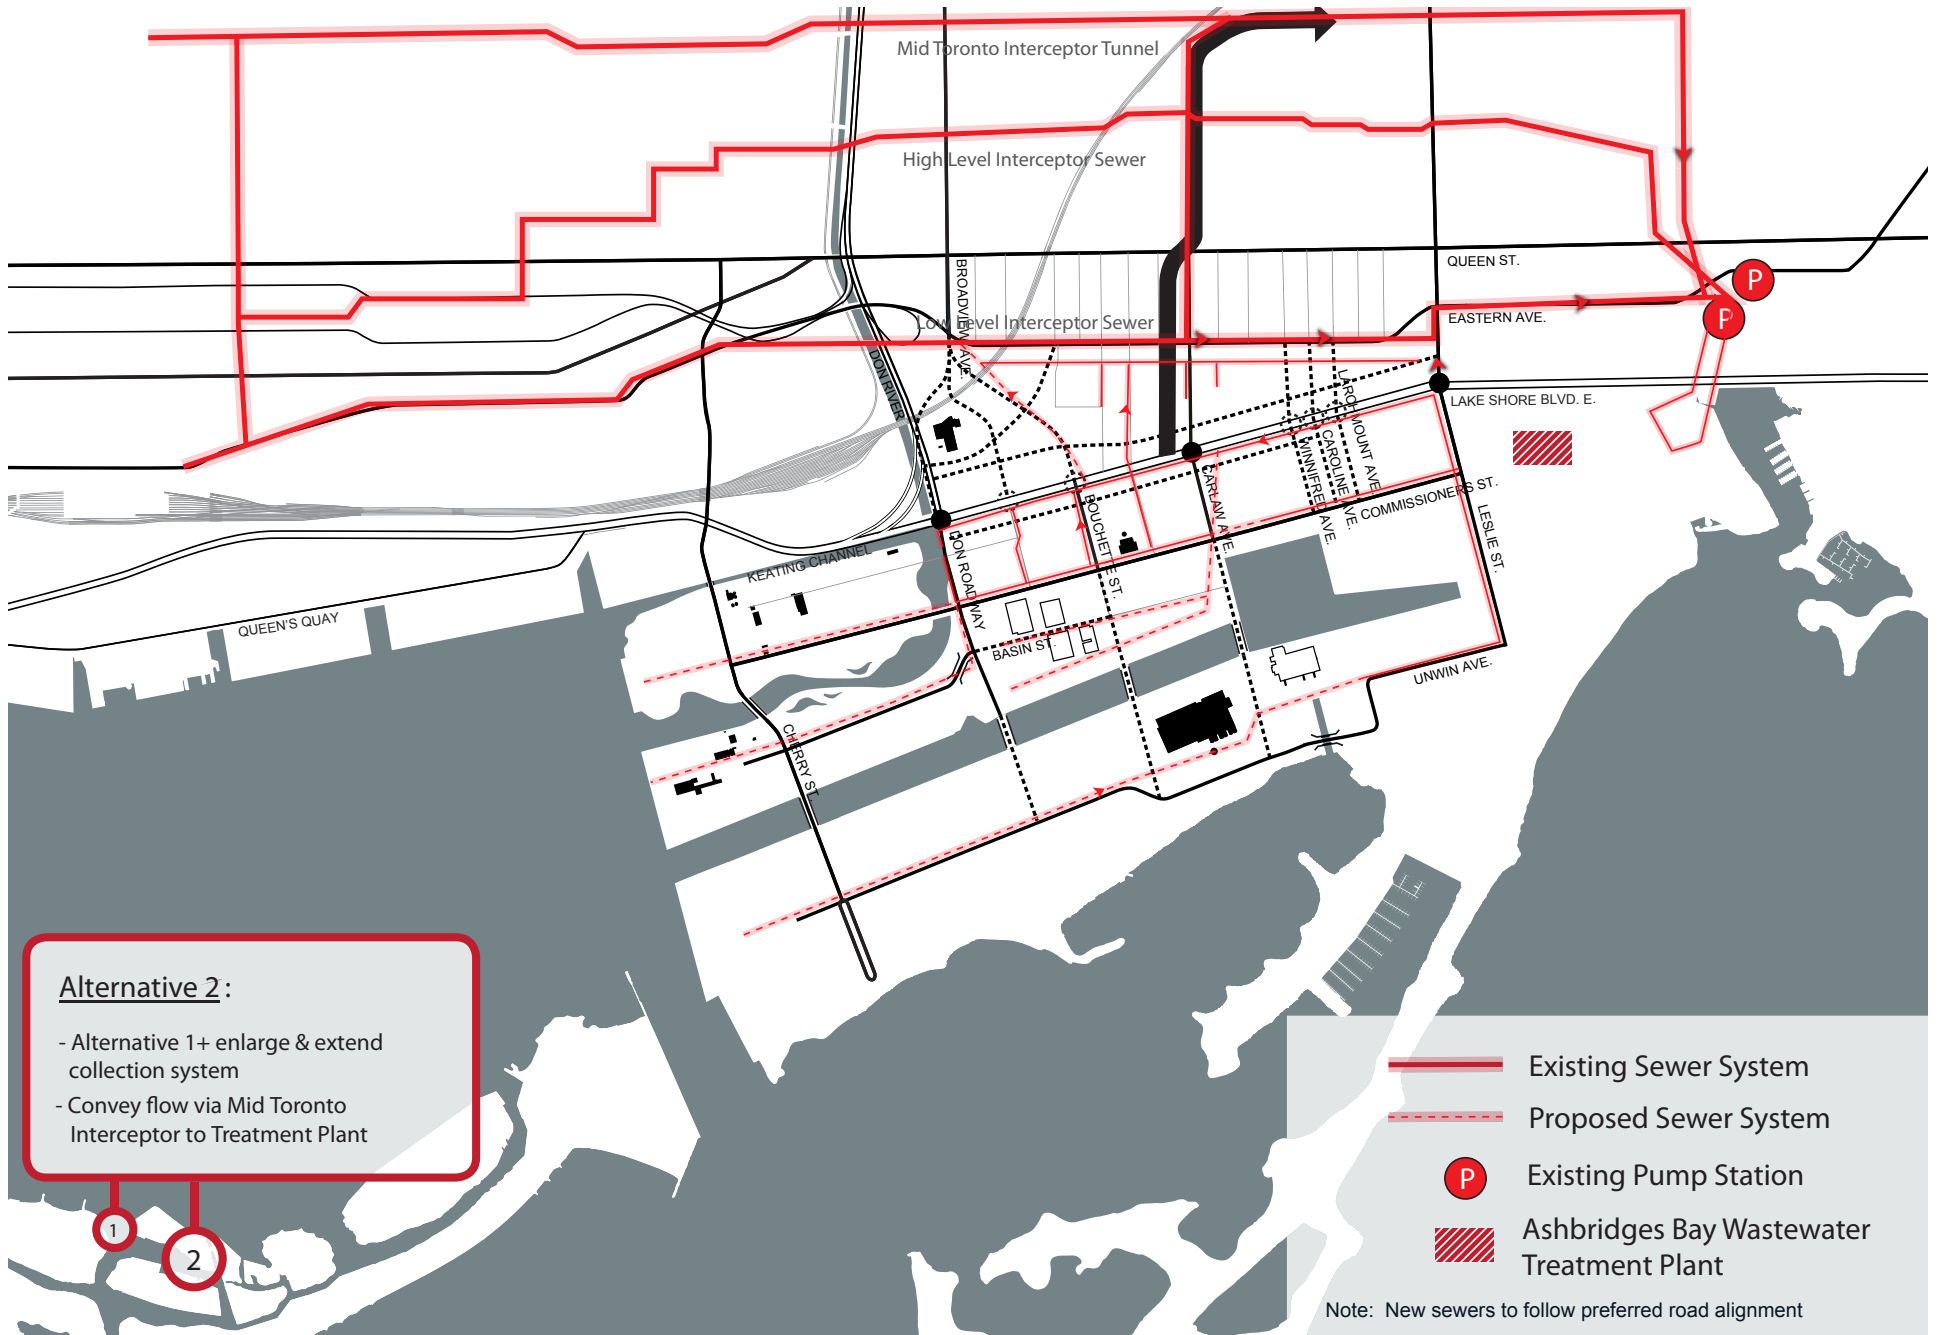 Mid Toronto Interceptor Tunnel
High Level Interceptor Sewer
QUEEN ST.
BROADVIEW AVE.
P
Low Level Interceptor Sewer
EASTERN AVE.
P
DON RIVER
LARCHMOUNT AVE.
LAKE SHORE BLVD. E.
CAROLINE AVE.
WINNIFRED AVE.
CARLAW AVE.
COMMISSIONERS ST.
BOUCHETTE ST.
LESLIE ST.
DON ROADWAY
KEATING CHANNEL
QUEEN'S QUAY
BASIN ST.
UNWIN AVE.
CHERRY ST.
Alternative 2:
- Alternative 1+ enlarge & extend
collection system
- Convey flow via Mid Toronto
Interceptor to Treatment Plant
1
2
Existing Sewer System
Proposed Sewer System
P
Existing Pump Station
Ashbridges Bay Wastewater
Treatment Plant
Note: New sewers to follow preferred road alignment